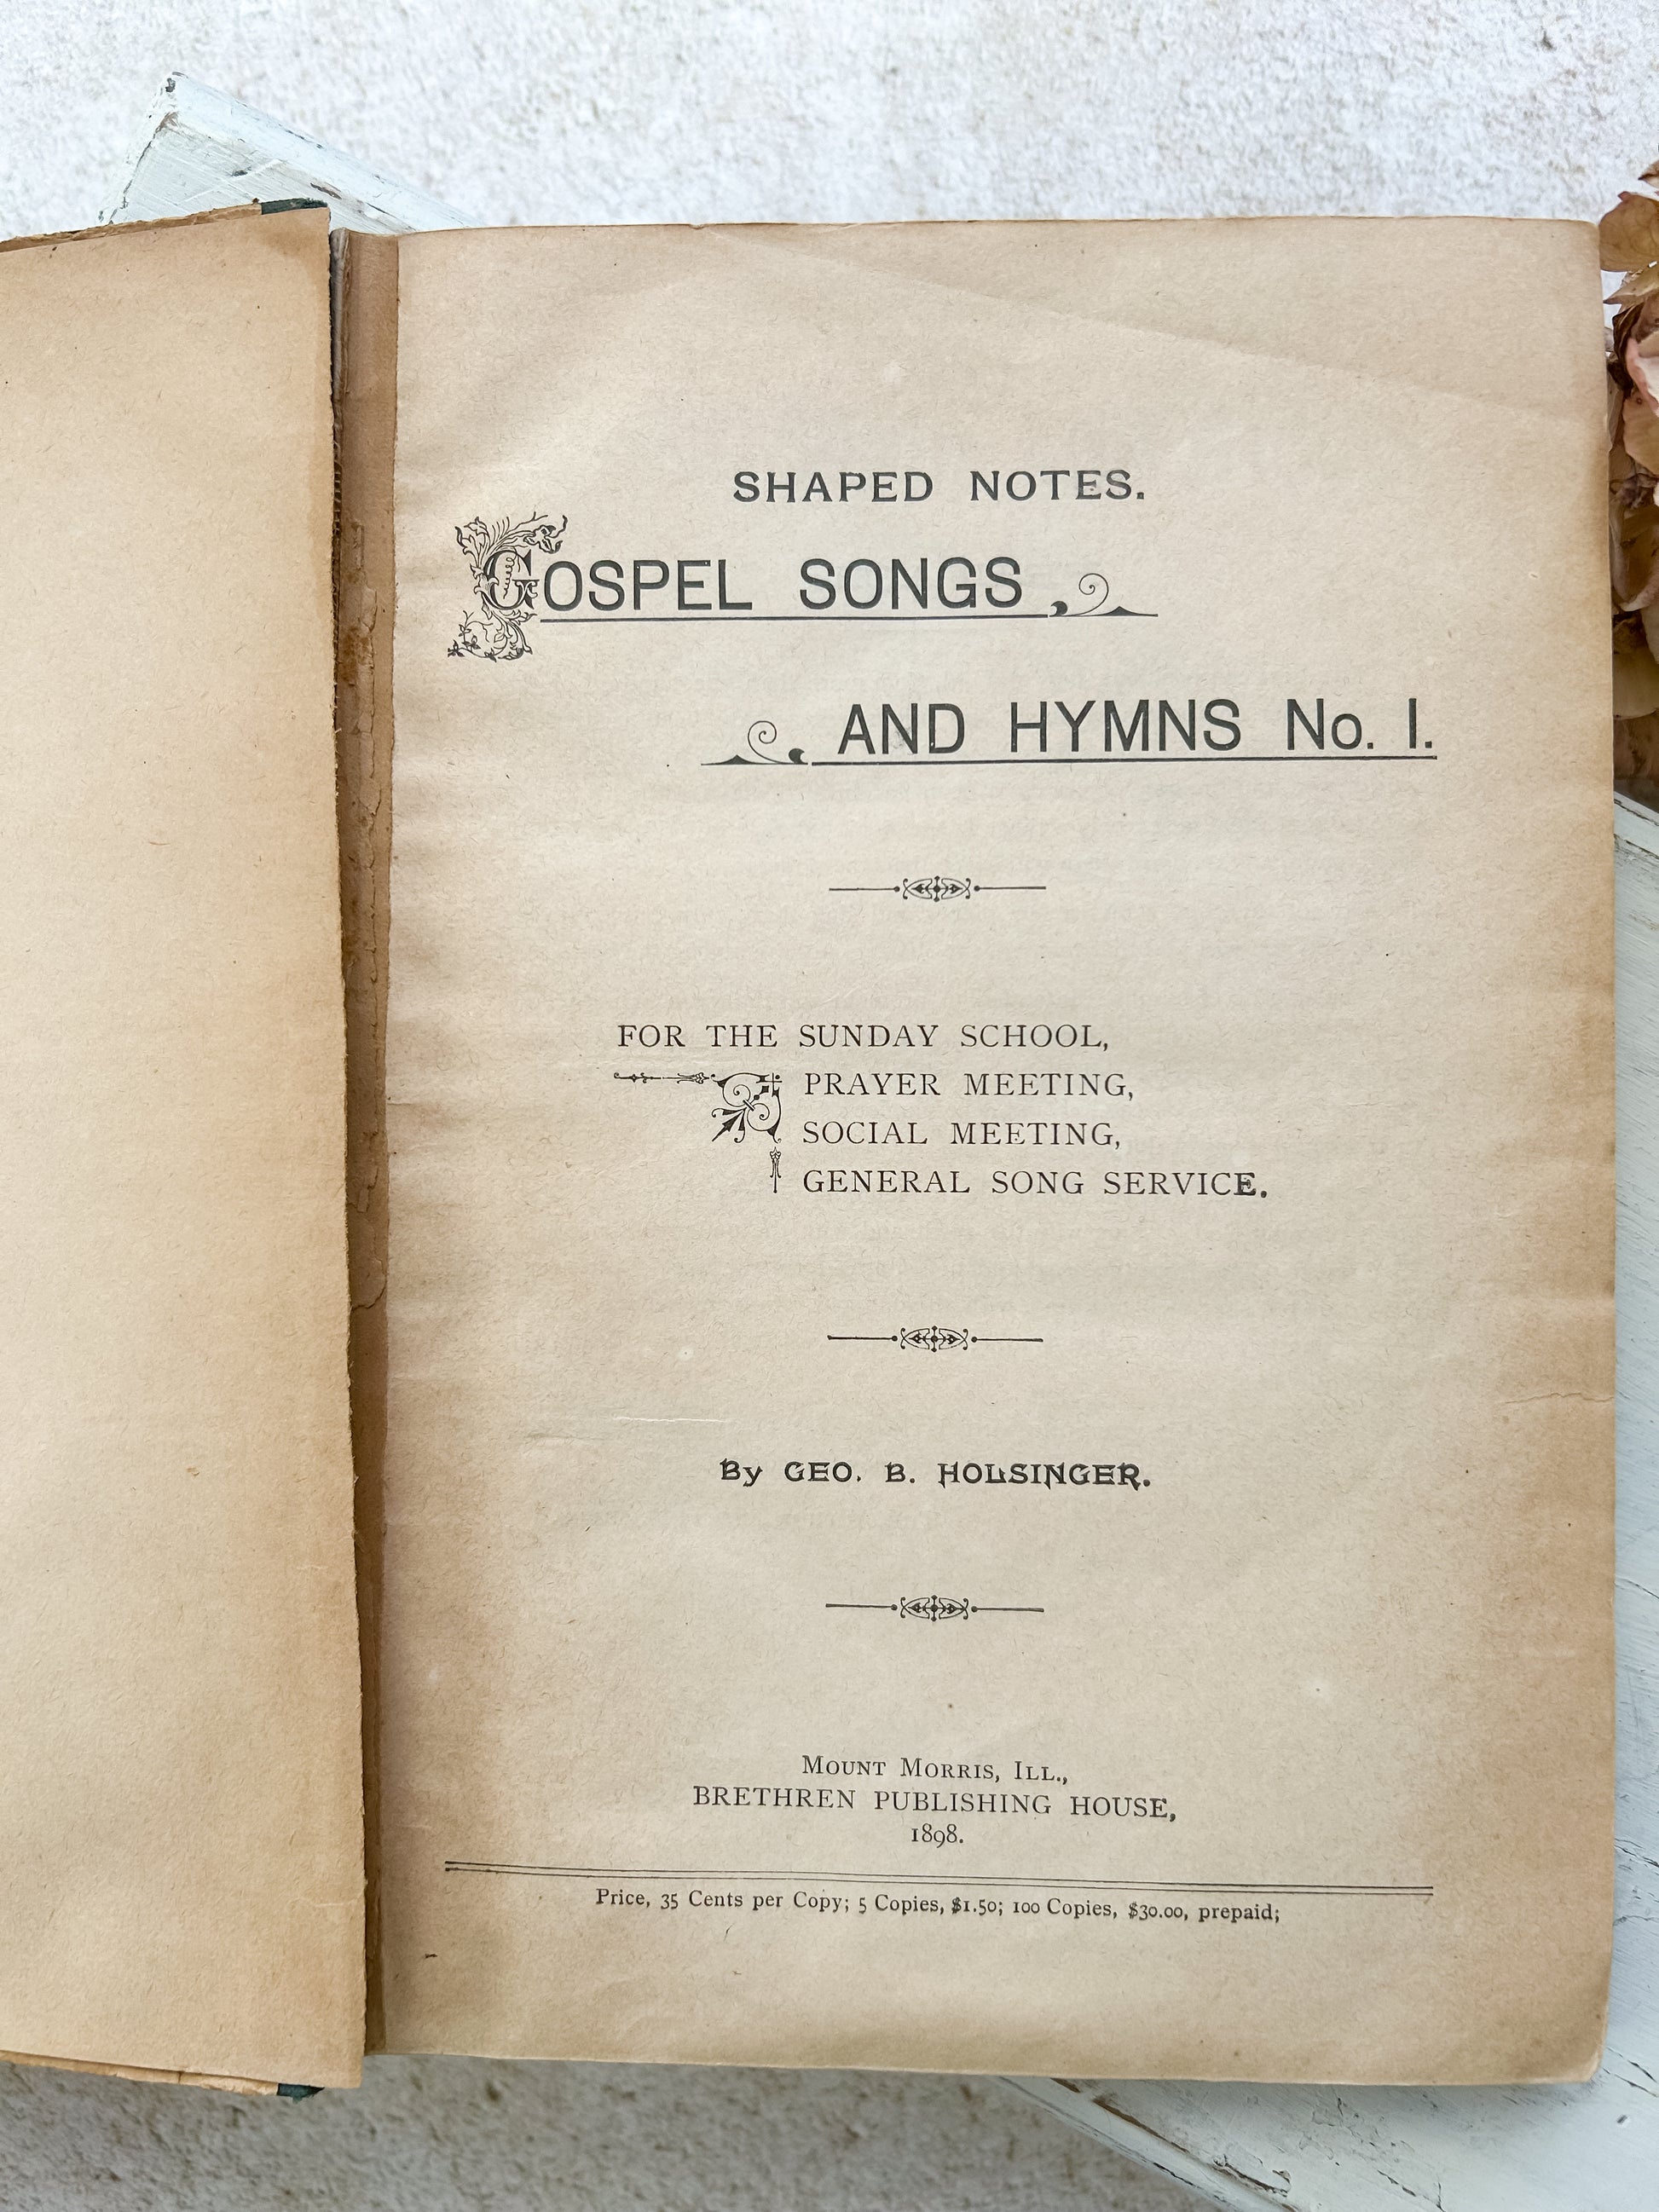 SHAPED NOTES.
GOSPEL SONGS
AND HYMNS No. 1.
FOR THE SUNDAY SCHOOL,
PRAYER MEETING,
SOCIAL MEETING,
GENERAL SONG SERVICE.
By GEO. B. HOLSINGER.
MOUNT MORRIS, ILL.,
BRETHREN PUBLISHING HOUSE,
1898.
Price, 35 Cents per Copy; 5 Copies, $1.50; 100 Copies, $30.00, prepaid;